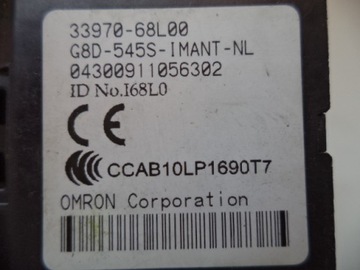 33970-68L00
G8D-545S-IMANT-NL
04300911056302
ID No.I68L0
CE
CCAB10LP1690T7
OMRON Corporation